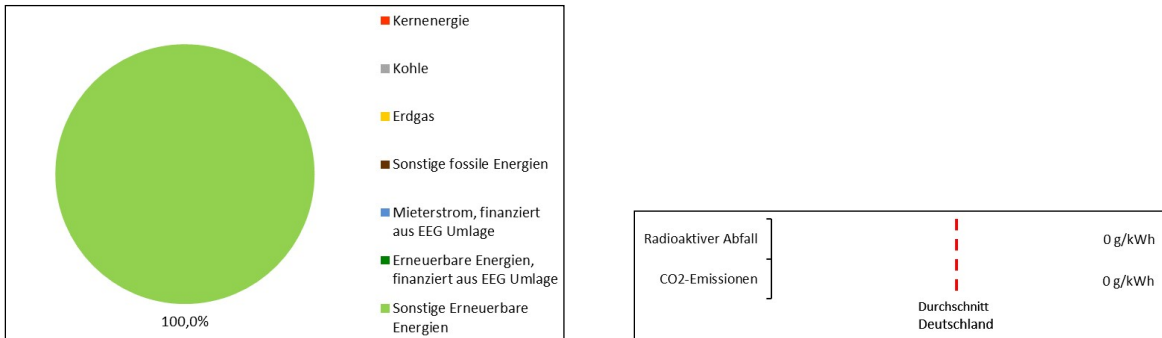 Kernenergie
Kohle
Erdgas
Sonstige fossile Energien
Mieterstrom, finanziert
aus EEG Umlage
Erneuerbare Energien,
finanziert aus EEG Umlage
Sonstige Erneuerbare
Energien
100,0%
Radioaktiver Abfall
0 g/kWh
CO2-Emissionen
0 g/kWh
Durchschnitt
Deutschland